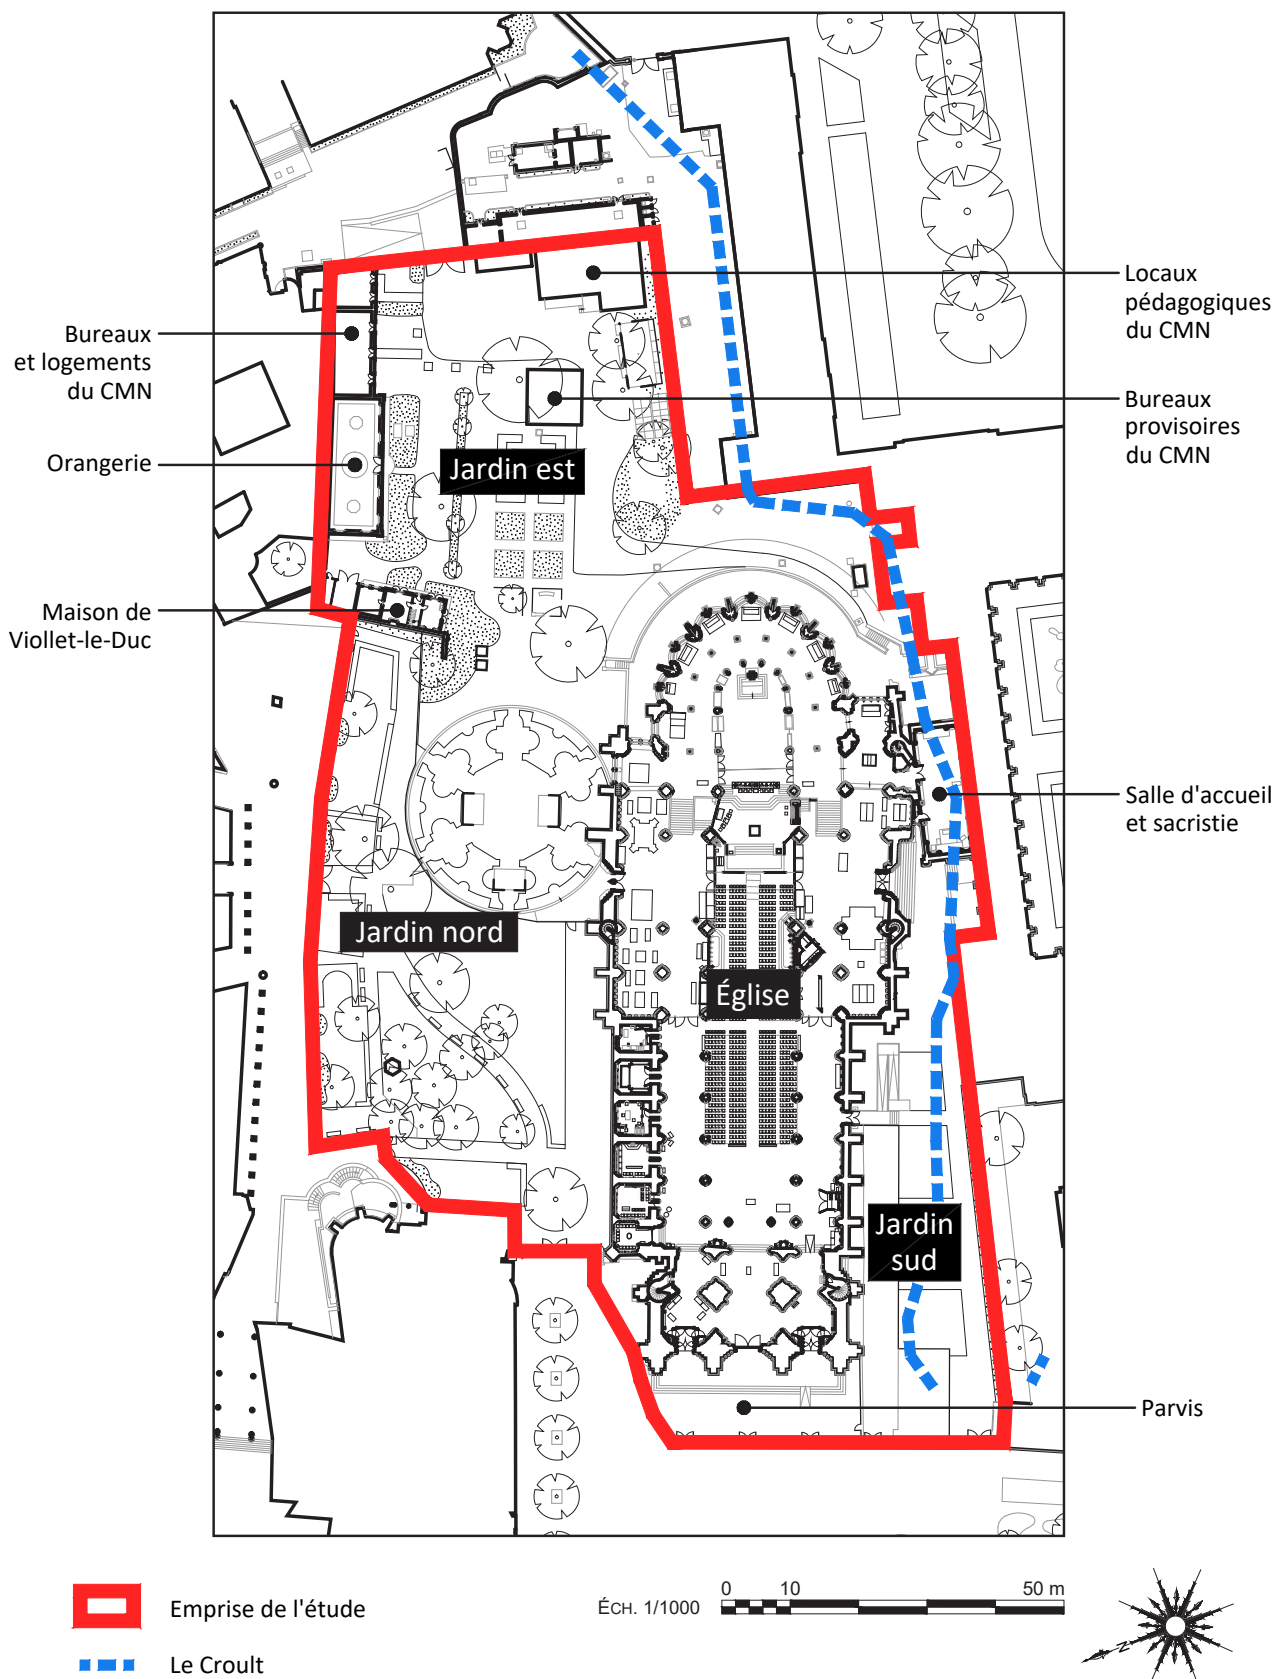 Locaux
pédagogiques
du CMN
Bureaux
et logements
du CMN
Bureaux
provisoires
du CMN
Orangerie
Jardin est
Maison de
Viollet-le-Duc
Salle d'accueil
et sacristie
Jardin nord
Église
Jardin
sud
Parvis
Emprise de l'étude
Le Croult
ÉCH. 1/1000
0 10 50 m
N